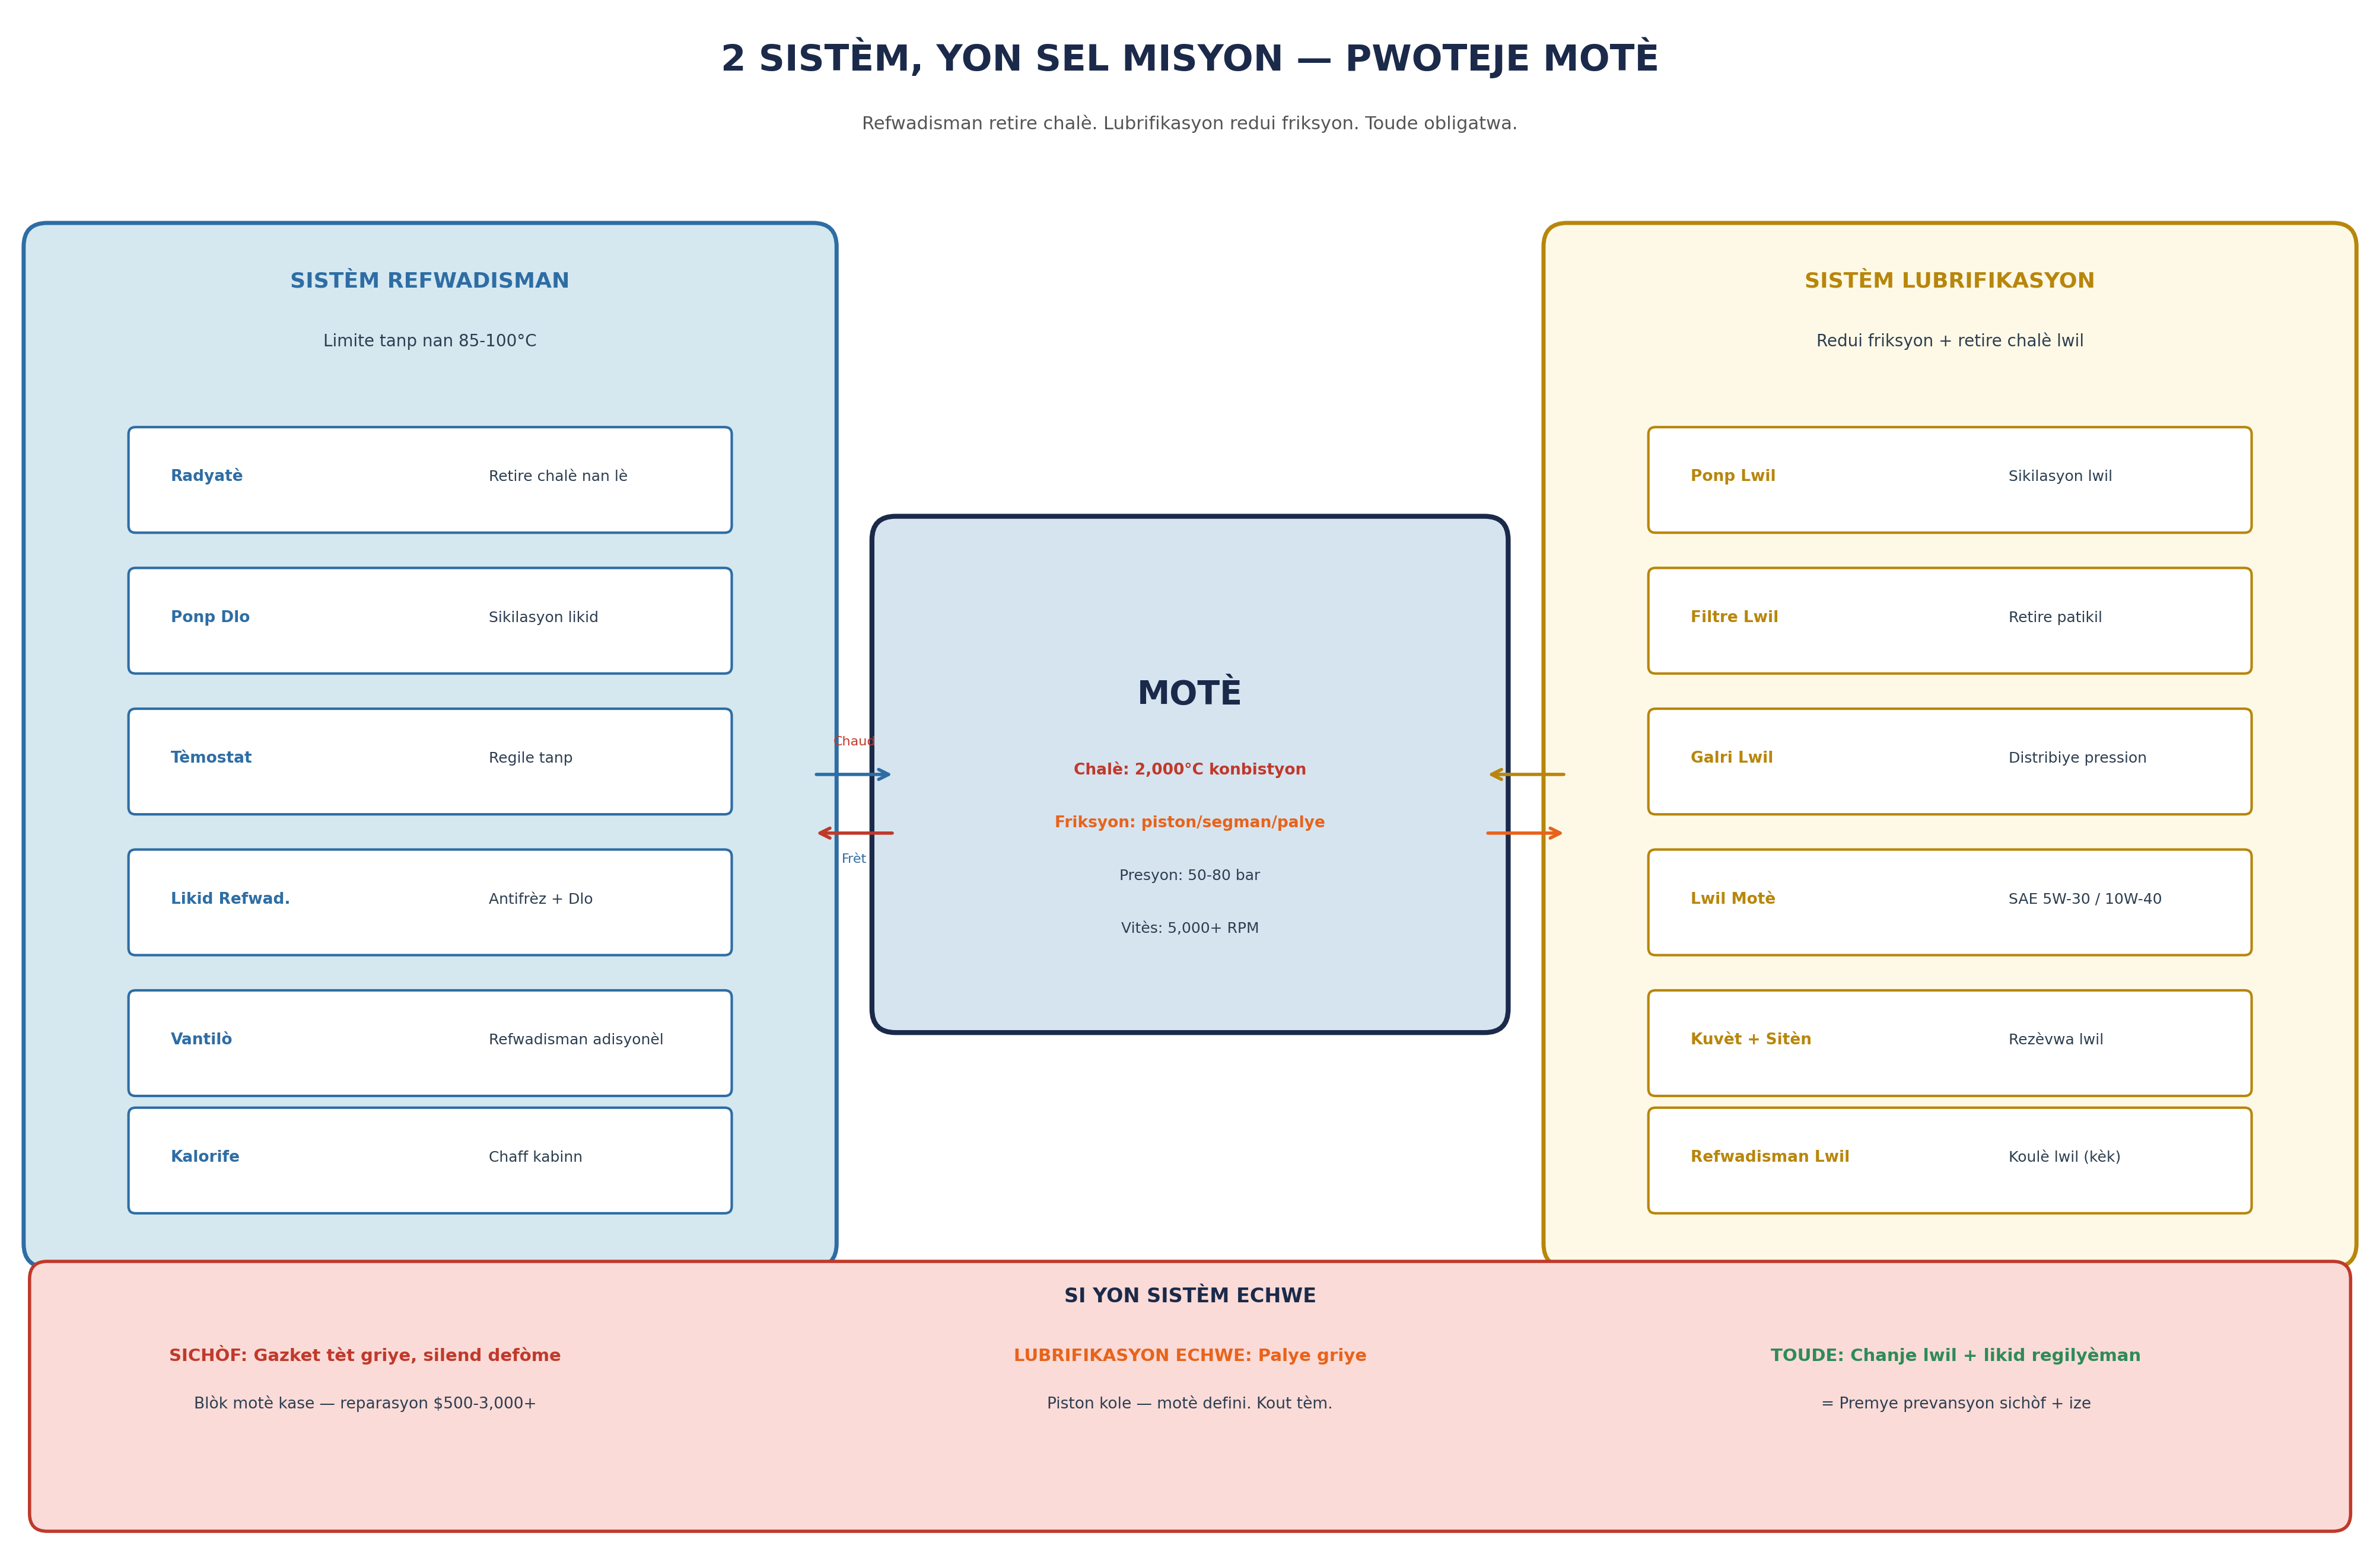 2 SISTÈM, YON SEL MISYON — PWOTEJE MOTÈ
Refwadisman retire chalè. Lubrifikasyon redui friksyon. Toude obligatwa.
SISTÈM REFWADISMAN
Limite tanp nan 85-100°C
Radyatè Retire chalè nan lè
Ponp Dlo Sikilasyon likid
Tèmostat Regile tanp
Likid Refwad. Antifrèz + Dlo
Vantilò Refwadisman adisyonèl
Kalorife Chaff kabinn
Chaud
Frèt
MOTÈ
Chalè: 2,000°C konbistyon
Friksyon: piston/segman/palye
Presyon: 50-80 bar
Vitès: 5,000+ RPM
SISTÈM LUBRIFIKASYON
Redui friksyon + retire chalè lwil
Ponp Lwil Sikilasyon lwil
Filtre Lwil Retire patikil
Galri Lwil Distribiye pression
Lwil Motè SAE 5W-30 / 10W-40
Kuvèt + Sitèn Rezèvwa lwil
Refwadisman Lwil Koulè lwil (kèk)
SI YON SISTÈM ECHWE
SICHÒF: Gazket tèt griye, silend defòme
Blòk motè kase — reparasyon $500-3,000+
LUBRIFIKASYON ECHWE: Palye griye
Piston kole — motè defini. Kout tèm.
TOUDE: Chanje lwil + likid regilyèman
= Premye prevansyon sichòf + ize